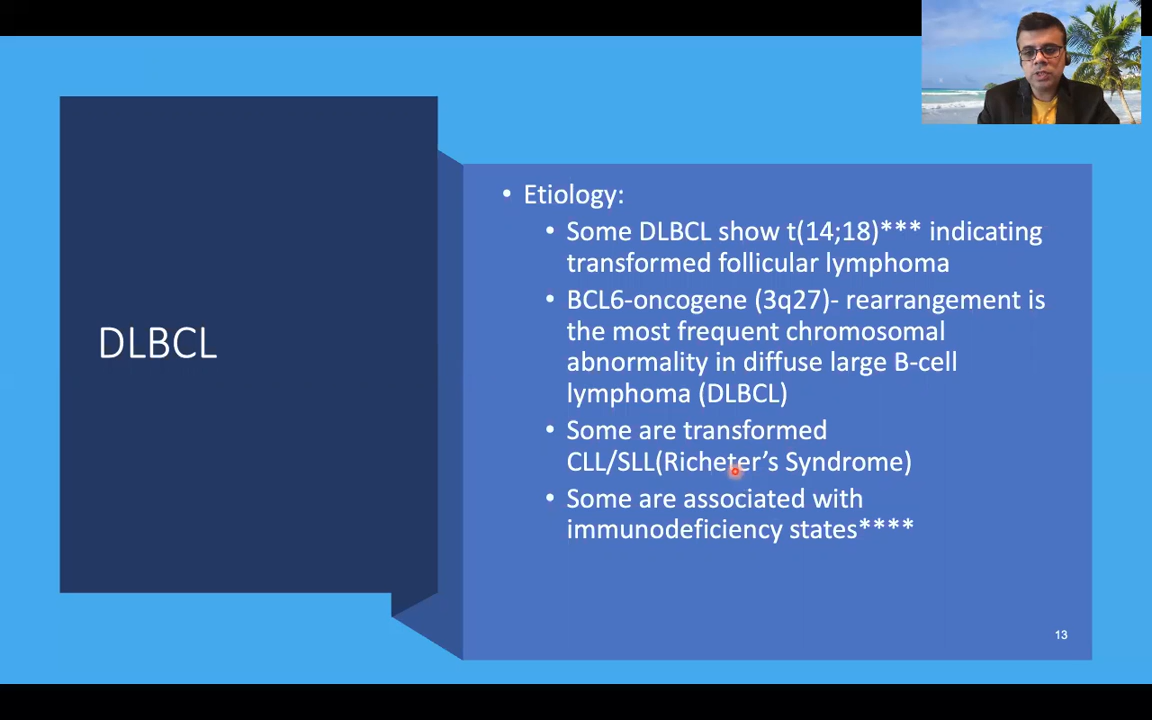 DLBCL
• Etiology:
• Some DLBCL show t(14;18)*** indicating
transformed follicular lymphoma
• BCL6-oncogene (3q27)- rearrangement is
the most frequent chromosomal
abnormality in diffuse large B-cell
lymphoma (DLBCL)
• Some are transformed
CLL/SLL(Richeter’s Syndrome)
• Some are associated with
immunodeficiency states****
13